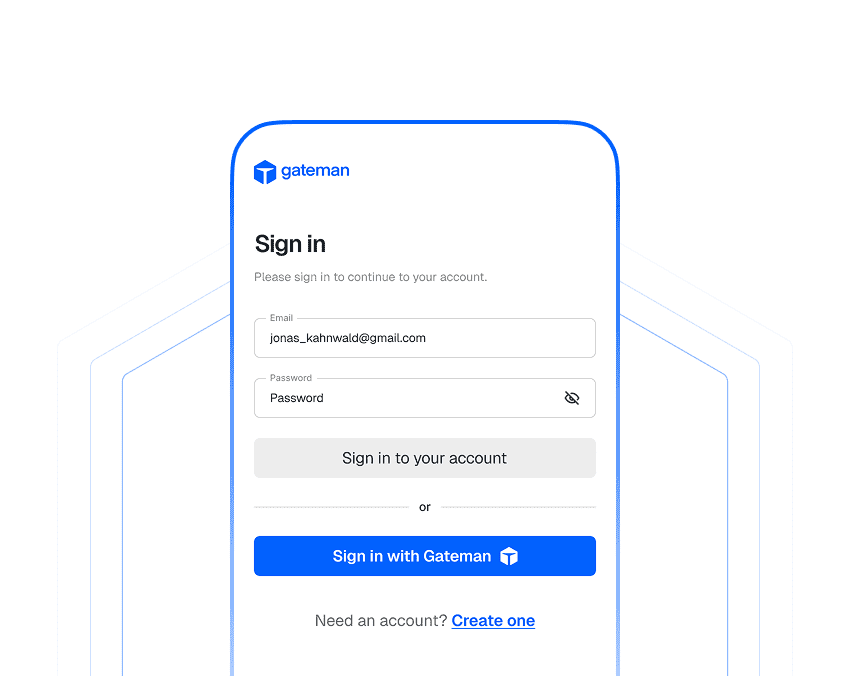 gateman
Sign in
Please sign in to continue to your account.
Email
jonas_kahnwald@gmail.com
Password
Password
Sign in to your account
or
Sign in with Gateman
Need an account? Create one